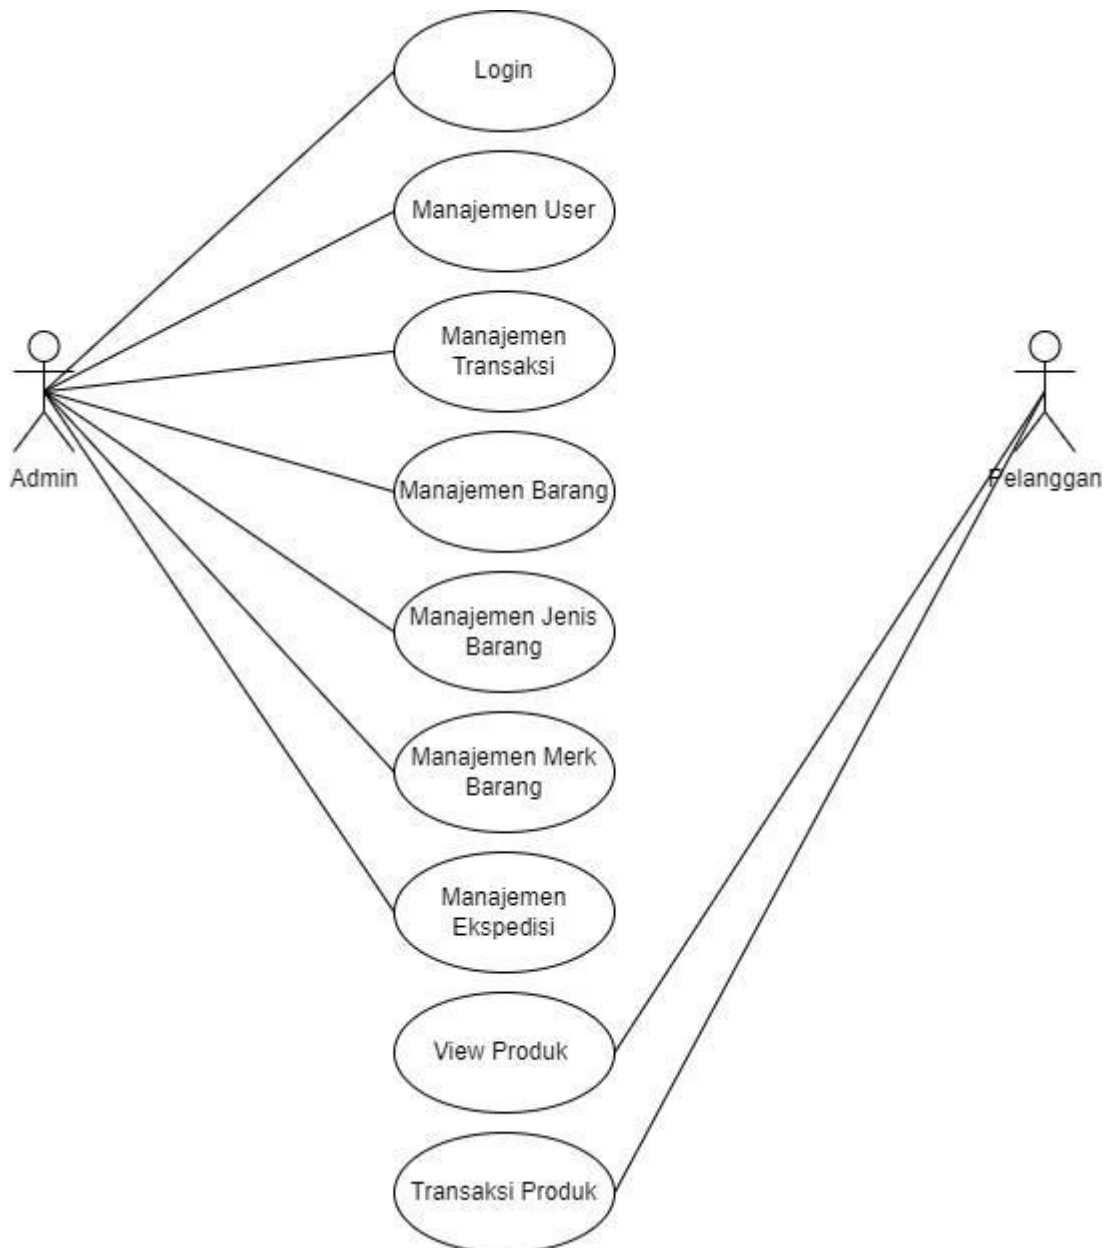 Login
Manajemen User
Manajemen
Transaksi
Admin
Pelanggan
Manajemen Barang
Manajemen Jenis
Barang
Manajemen Merk
Barang
Manajemen
Ekspedisi
View Produk
Transaksi Produk